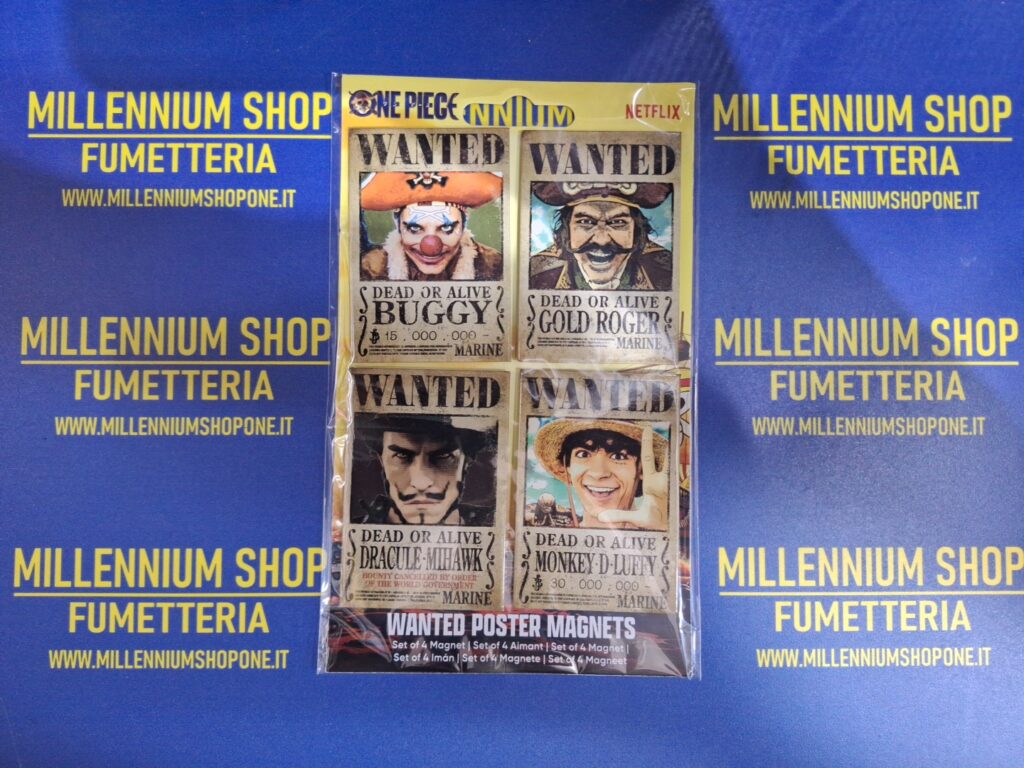 MILLENNIUM SHOP
FUMETTERIA
WWW.MILLENNIUMSHOPONE.IT
MILLENNIUM SHOP
FUMETTERIA
WWW.MILLENNIUMSHOPONE.IT
MILLENNIUM SHOP
FUMETTERIA
WWW.MILLENNIUMSHOPONE.IT
ONE PIECE
NNIUM
NETFLIX
WANTED
DEAD OR ALIVE
BUGGY
15,000,000-
MARINE
WANTED
DEAD OR ALIVE
GOLD ROGER
MARINE
WANTED
DEAD OR ALIVE
DRACULE·MIHAWK
BOUNTY CANCELLED BY ORDER
OF THE WORLD GOVERNMENT
MARINE
WANTED
DEAD OR ALIVE
MONKEY·D·LUFFY
30,000,000-
MARINE
WANTED POSTER MAGNETS
Set of 4 Magnet | Set of 4 Aimant | Set of 4 Magnet |
Set of 4 Imán | Set of 4 Magnete | Set of 4 Magneet
MILLENNIUM SHOP
FUMETTERIA
WWW.MILLENNIUMSHOPONE.IT
MILLENNIUM SHOP
FUMETTERIA
WWW.MILLENNIUMSHOPONE.IT
MILLENNIUM SHOP
FUMETTERIA
WWW.MILLENNIUMSHOPONE.IT